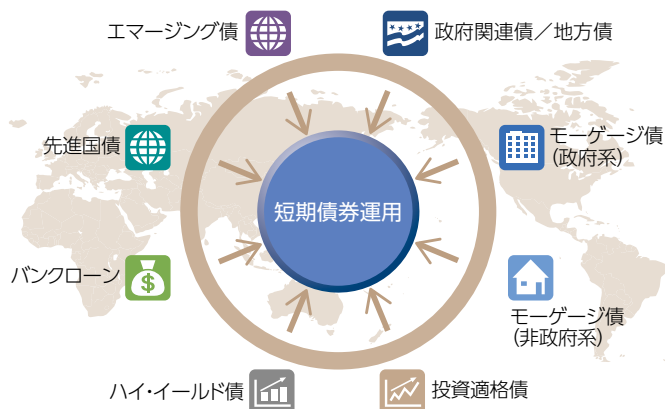 エマージング債
政府関連債／地方債
先進国債
モーゲージ債
(政府系)
短期債券運用
バンクローン
$
モーゲージ債
(非政府系)
ハイ・イールド債
投資適格債